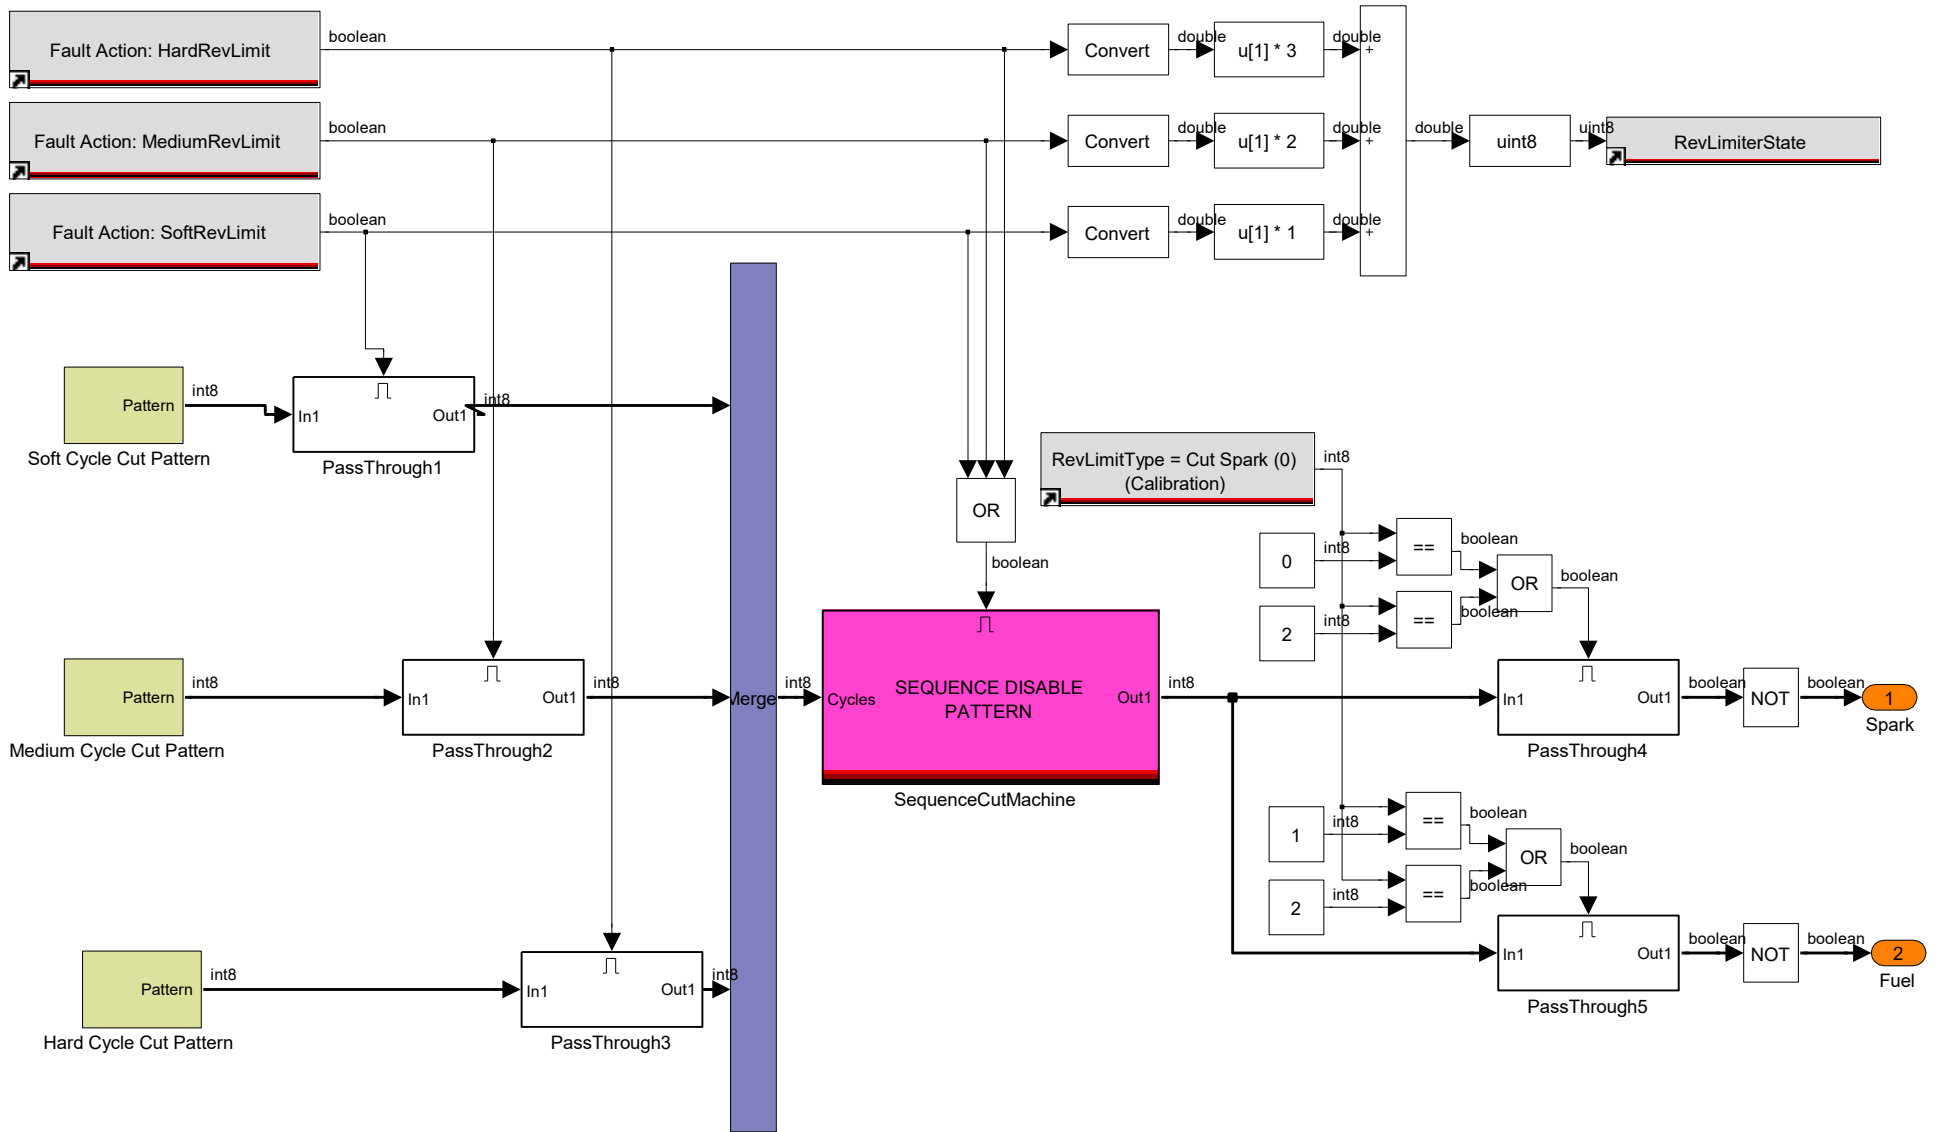 Fault Action: HardRevLimit
boolean
Convert
double
u[1] * 3
double
+
Fault Action: MediumRevLimit
boolean
Convert
double
u[1] * 2
double
+
double
uint8
uint8
RevLimiterState
Fault Action: SoftRevLimit
boolean
Convert
double
u[1] * 1
double
+
Pattern
int8
Soft Cycle Cut Pattern
In1
Out1
int8
PassThrough1
OR
boolean
RevLimitType = Cut Spark (0)
(Calibration)
int8
0
int8
==
boolean
2
int8
==
boolean
OR
boolean
Pattern
int8
Medium Cycle Cut Pattern
In1
Out1
int8
PassThrough2
Merge
int8
Cycles
SEQUENCE DISABLE
PATTERN
Out1
int8
SequenceCutMachine
In1
Out1
boolean
PassThrough4
NOT
boolean
1
Spark
1
int8
==
boolean
2
int8
==
boolean
OR
boolean
Pattern
int8
Hard Cycle Cut Pattern
In1
Out1
int8
PassThrough3
In1
Out1
boolean
PassThrough5
NOT
boolean
2
Fuel